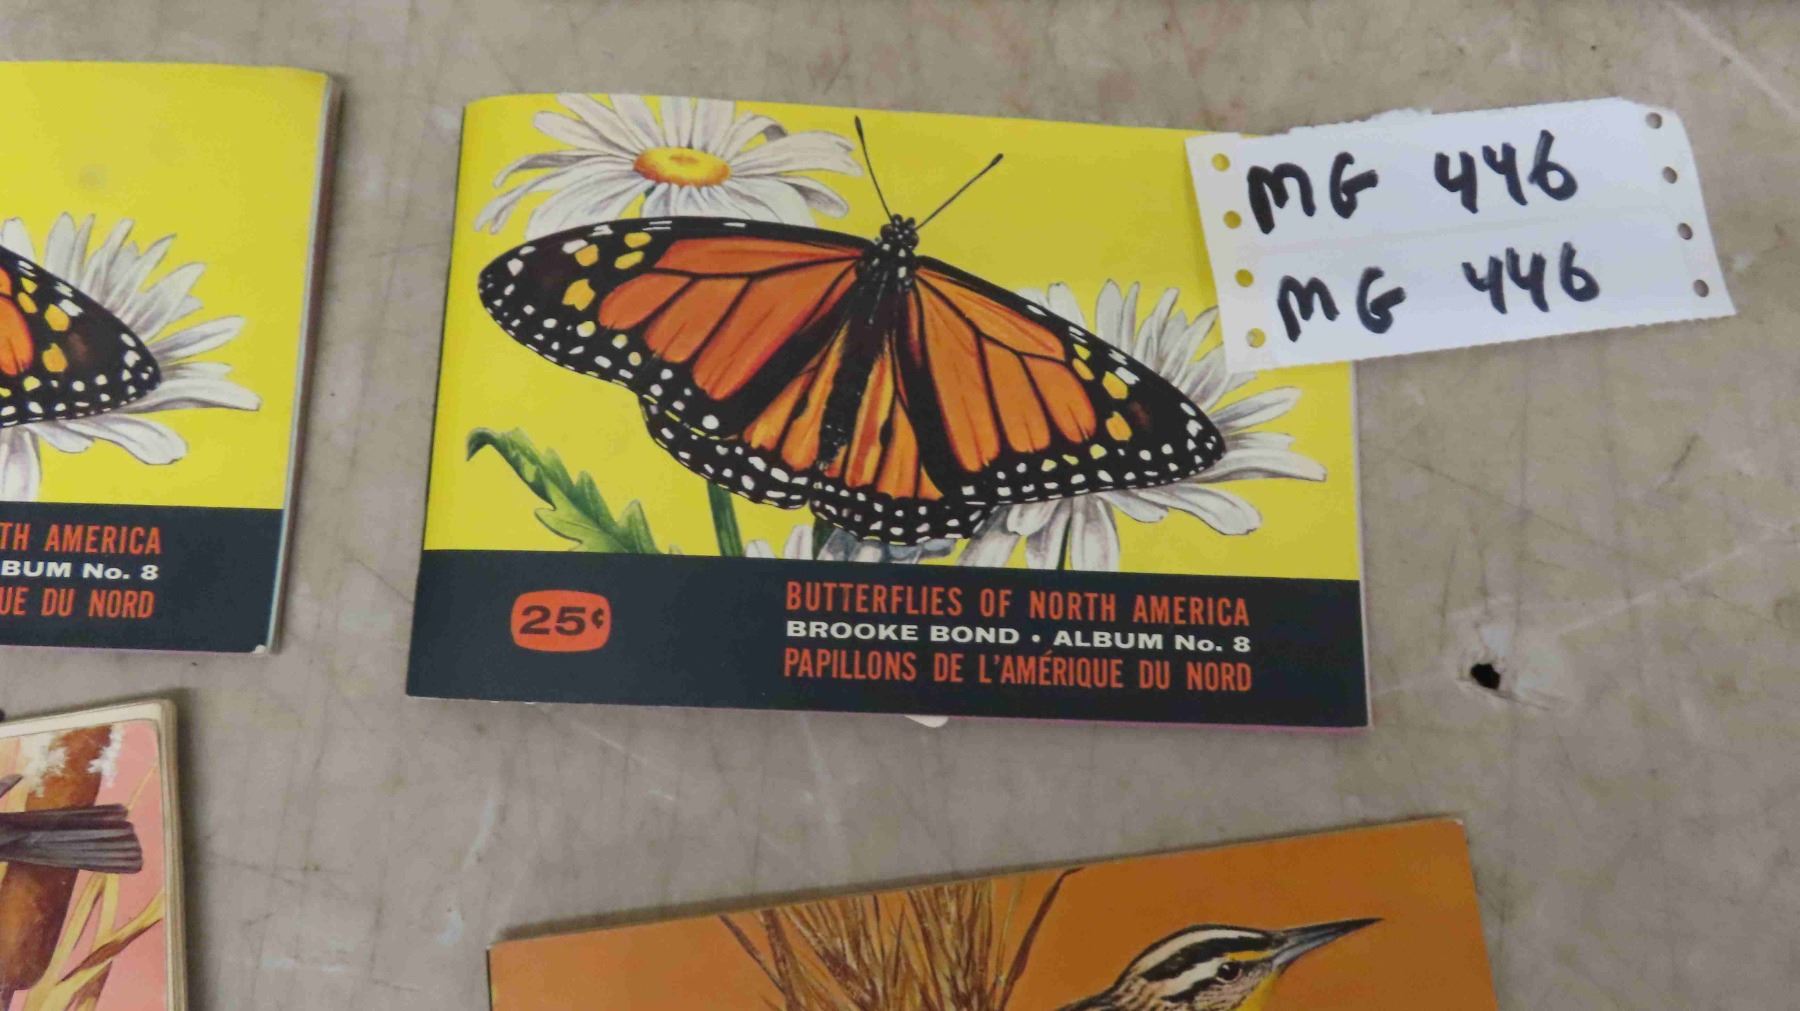 MG 446
MG 446
25¢
BUTTERFLIES OF NORTH AMERICA
BROOKE BOND • ALBUM No. 8
PAPILLONS DE L'AMÉRIQUE DU NORD
TH AMERICA
BUM No. 8
UE DU NORD